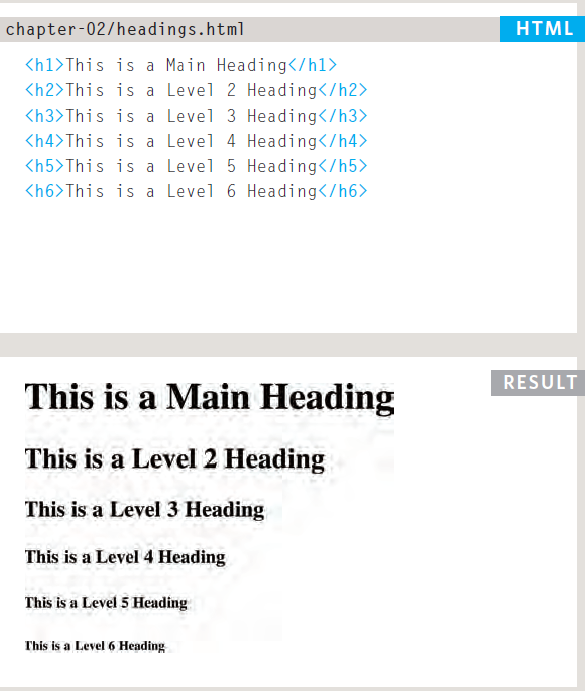 chapter-02/headings.html HTML
<h1>This is a Main Heading</h1>
<h2>This is a Level 2 Heading</h2>
<h3>This is a Level 3 Heading</h3>
<h4>This is a Level 4 Heading</h4>
<h5>This is a Level 5 Heading</h5>
<h6>This is a Level 6 Heading</h6>
RESULT
This is a Main Heading
This is a Level 2 Heading
This is a Level 3 Heading
This is a Level 4 Heading
This is a Level 5 Heading
This is a Level 6 Heading